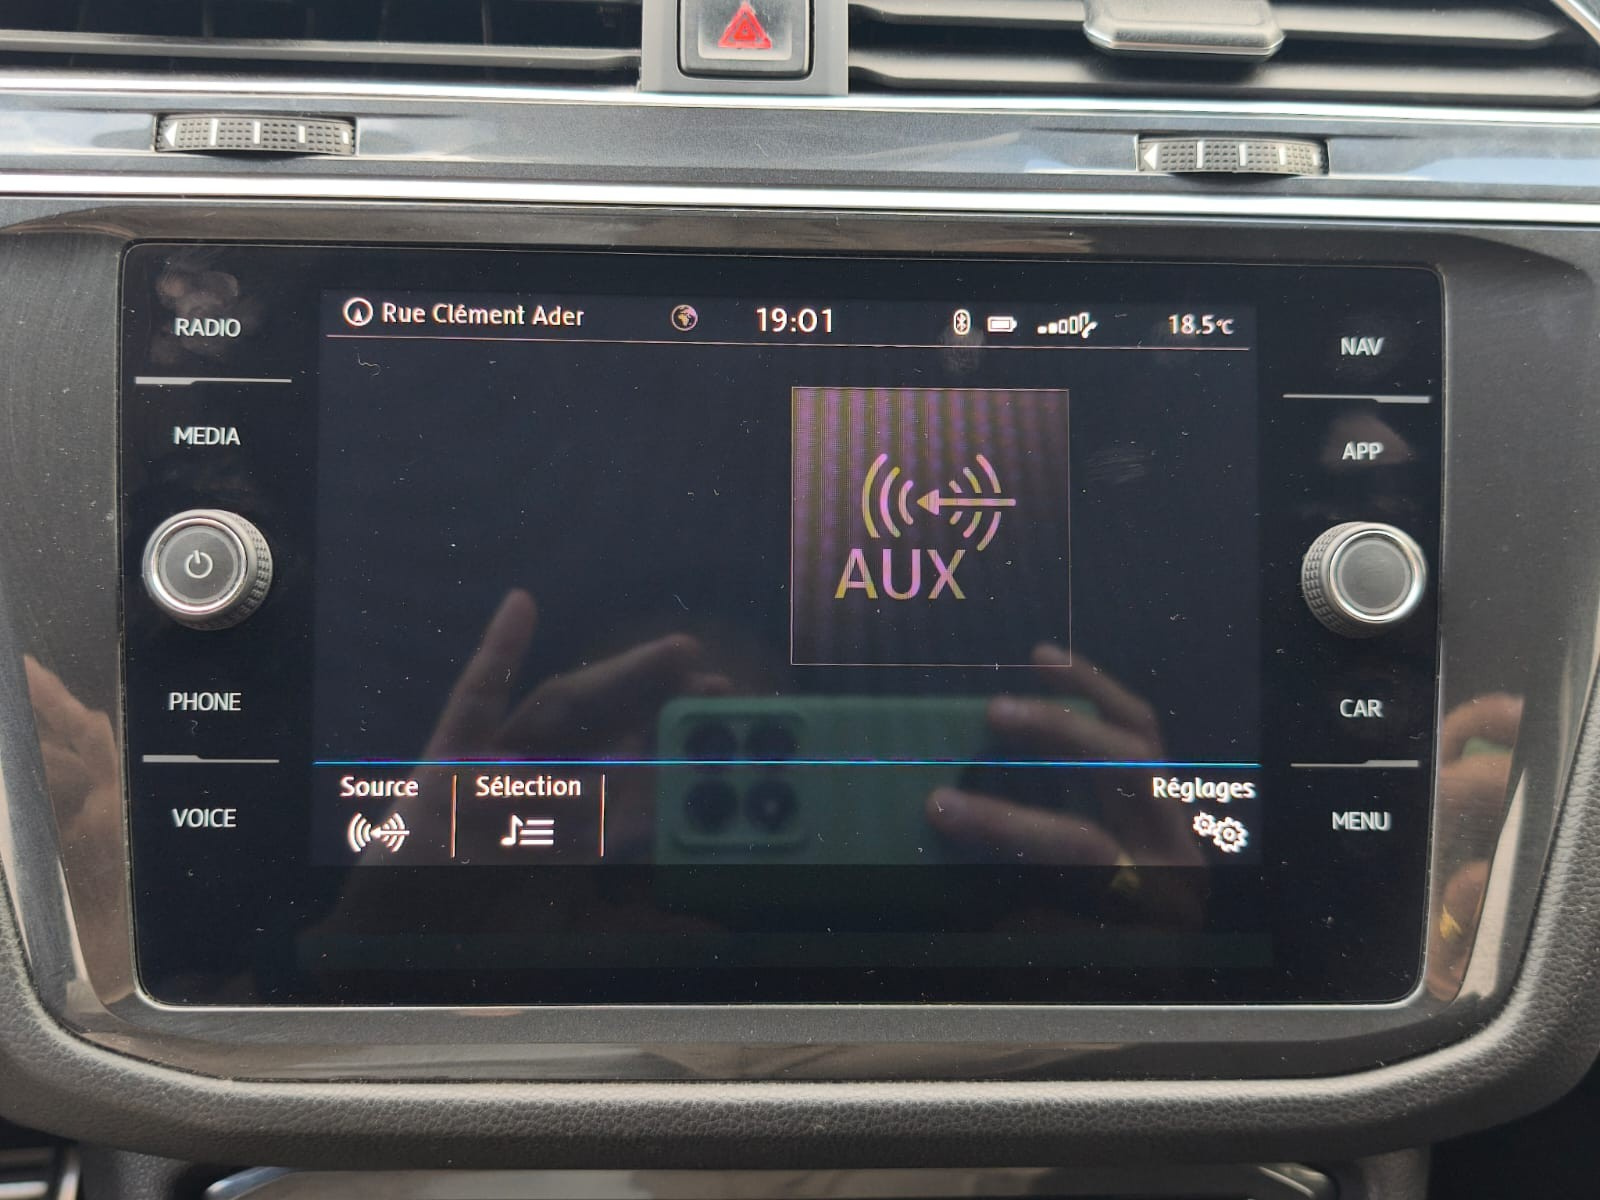 RADIO
MEDIA
PHONE
VOICE
Rue Clément Ader
19:01
18.5°C
AUX
Source
Sélection
Réglages
NAV
APP
CAR
MENU